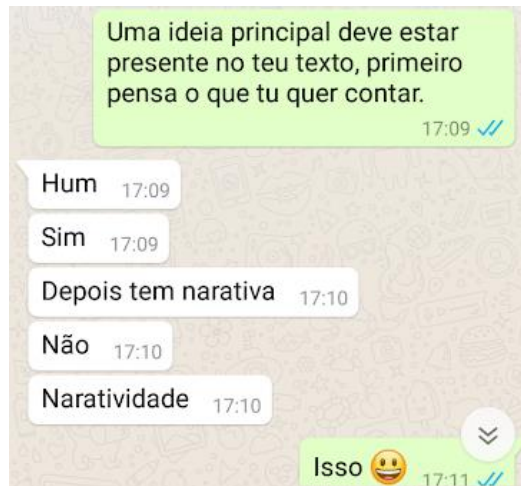 Uma ideia principal deve estar
presente no teu texto, primeiro
pensa o que tu quer contar.
17:09
Hum 17:09
Sim 17:09
Depois tem narativa 17:10
Não 17:10
Naratividade 17:10
Isso 😃 17:11